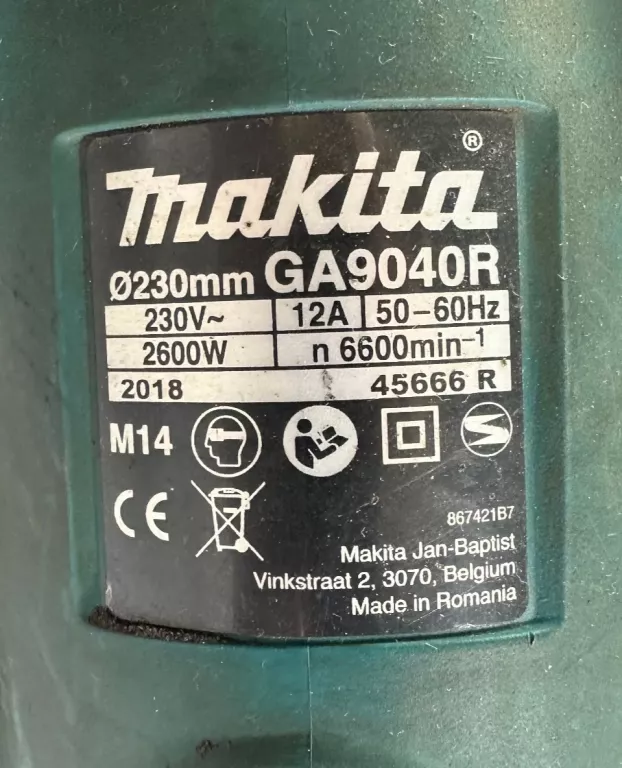 makita®
Ø230mm GA9040R
230V~ 12A 50-60Hz
2600W n 6600min-1
2018 45666 R
M14
CE
867421B7
Makita Jan-Baptist
Vinkstraat 2, 3070, Belgium
Made in Romania